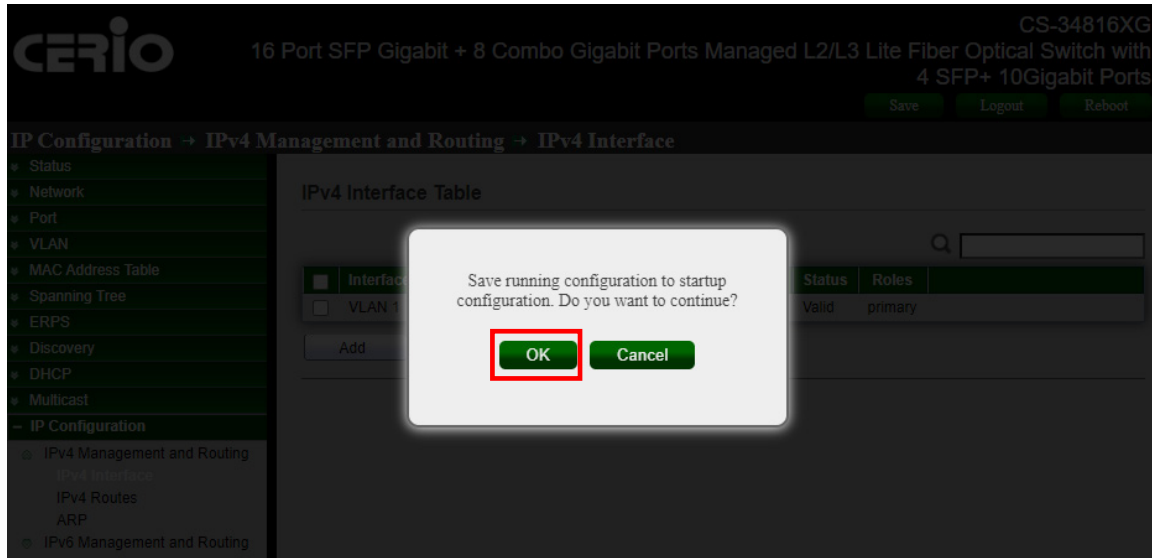 CERIO
CS-34816XG
16 Port SFP Gigabit + 8 Combo Gigabit Ports Managed L2/L3 Lite Fiber Optical Switch with
4 SFP+ 10Gigabit Ports
Save Logout Reboot
IP Configuration → IPv4 Management and Routing → IPv4 Interface
Status
Network
Port
VLAN
MAC Address Table
Spanning Tree
ERPS
Discovery
DHCP
Multicast
IP Configuration
IPv4 Management and Routing
IPv4 Interface
IPv4 Routes
ARP
IPv6 Management and Routing
IPv4 Interface Table
Interface Status Roles
VLAN 1 Valid primary
Add
Save running configuration to startup
configuration. Do you want to continue?
OK Cancel